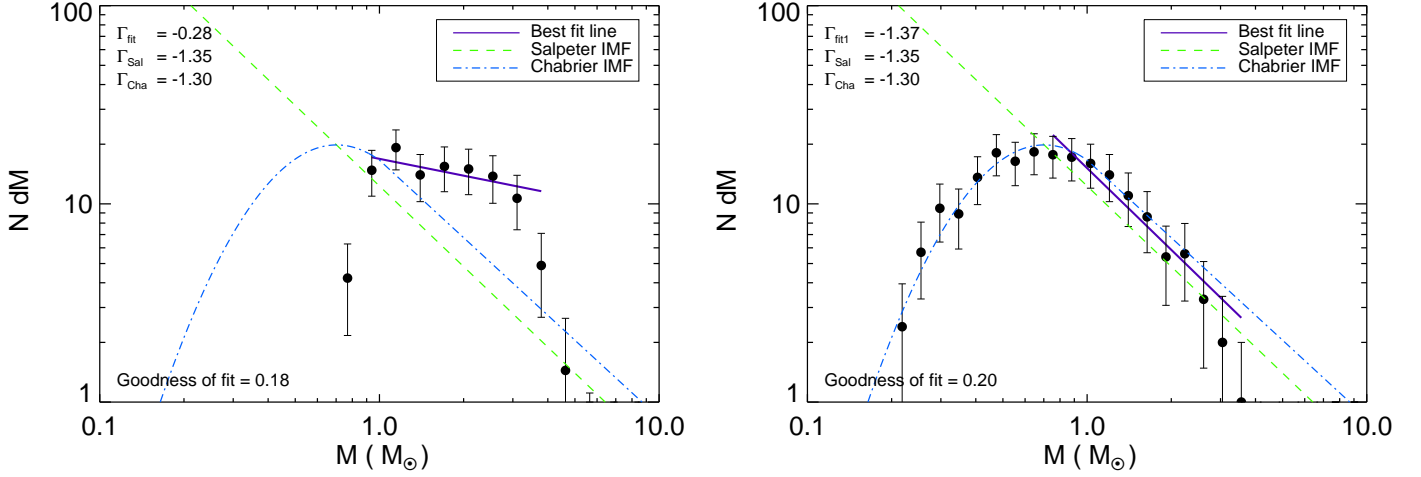 100
10
1
N dM
Γfit = -0.28
ΓSal = -1.35
ΓCha = -1.30
Best fit line
Salpeter IMF
Chabrier IMF
Goodness of fit = 0.18
0.1 1.0 10.0
M ( M⊙)
100
10
1
N dM
Γfit1 = -1.37
ΓSal = -1.35
ΓCha = -1.30
Best fit line
Salpeter IMF
Chabrier IMF
Goodness of fit = 0.20
0.1 1.0 10.0
M ( M⊙)